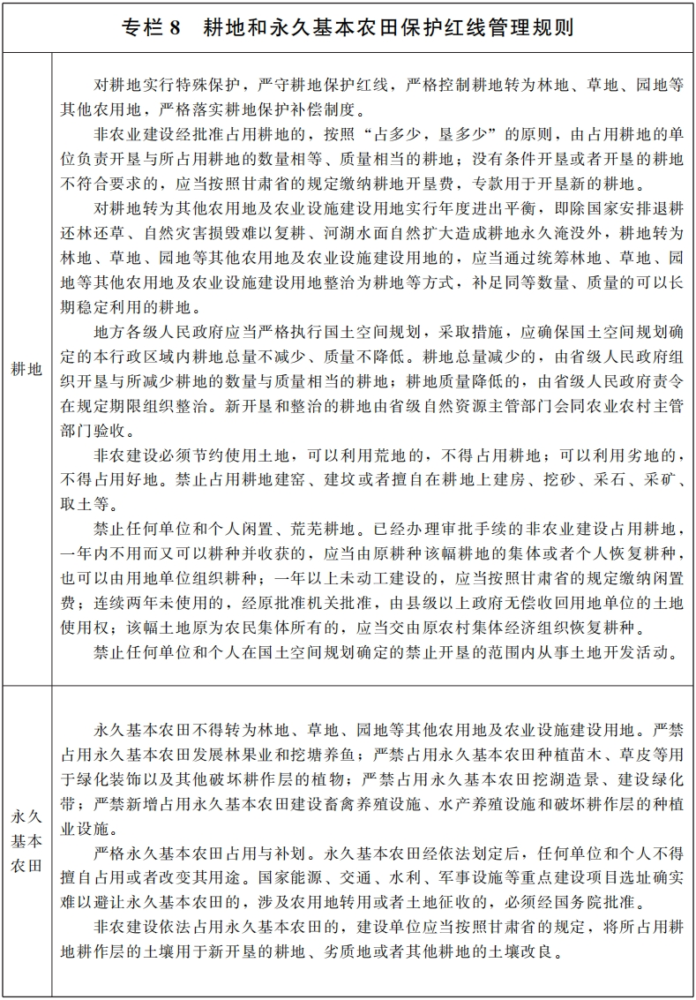 专栏 8　耕地和永久基本农田保护红线管理规则
耕地
对耕地实行特殊保护，严守耕地保护红线，严格控制耕地转为林地、草地、园地等
其他农用地，严格落实耕地保护补偿制度。
非农业建设经批准占用耕地的，按照“占多少，垦多少”的原则，由占用耕地的单
位负责开垦与所占用耕地的数量相等、质量相当的耕地；没有条件开垦或者开垦的耕地
不符合要求的，应当按照甘肃省的规定缴纳耕地开垦费，专款用于开垦新的耕地。
对耕地转为其他农用地及农业设施建设用地实行年度进出平衡，即除国家安排退耕
还林还草、自然灾害损毁难以复耕、河湖水面自然扩大造成耕地永久淹没外，耕地转为
林地、草地、园地等其他农用地及农业设施建设用地的，应当通过统筹林地、草地、园
地等其他农用地及农业设施建设用地整治为耕地等方式，补足同等数量、质量的可以长
期稳定利用的耕地。
地方各级人民政府应当严格执行国土空间规划，采取措施，应确保国土空间规划确
定的本行政区域内耕地总量不减少、质量不降低。耕地总量减少的，由省级人民政府组
织开垦与所减少耕地的数量与质量相当的耕地；耕地质量降低的，由省级人民政府责令
在规定期限组织整治。新开垦和整治的耕地由省级自然资源主管部门会同农业农村主管
部门验收。
非农建设必须节约使用土地，可以利用荒地的，不得占用耕地；可以利用劣地的，
不得占用好地。禁止占用耕地建窑、建坟或者擅自在耕地上建房、挖砂、采石、采矿、
取土等。
禁止任何单位和个人闲置、荒芜耕地。已经办理审批手续的非农业建设占用耕地，
一年内不用而又可以耕种并收获的，应当由原耕种该幅耕地的集体或者个人恢复耕种，
也可以由用地单位组织耕种；一年以上未动工建设的，应当按照甘肃省的规定缴纳闲置
费；连续两年未使用的，经原批准机关批准，由县级以上政府无偿收回用地单位的土地
使用权；该幅土地原为农民集体所有的，应当交由原农村集体经济组织恢复耕种。
禁止任何单位和个人在国土空间规划确定的禁止开垦的范围内从事土地开发活动。
永久
基本
农田
永久基本农田不得转为林地、草地、园地等其他农用地及农业设施建设用地。严禁
占用永久基本农田发展林果业和挖塘养鱼；严禁占用永久基本农田种植苗木、草皮等用
于绿化装饰以及其他破坏耕作层的植物；严禁占用永久基本农田挖湖造景、建设绿化
带；严禁新增占用永久基本农田建设畜禽养殖设施、水产养殖设施和破坏耕作层的种植
业设施。
严格永久基本农田占用与补划。永久基本农田经依法划定后，任何单位和个人不得
擅自占用或者改变其用途。国家能源、交通、水利、军事设施等重点建设项目选址确实
难以避让永久基本农田的，涉及农用地转用或者土地征收的，必须经国务院批准。
非农建设依法占用永久基本农田的，建设单位应当按照甘肃省的规定，将所占用耕
地耕作层的土壤用于新开垦的耕地、劣质地或者其他耕地的土壤改良。